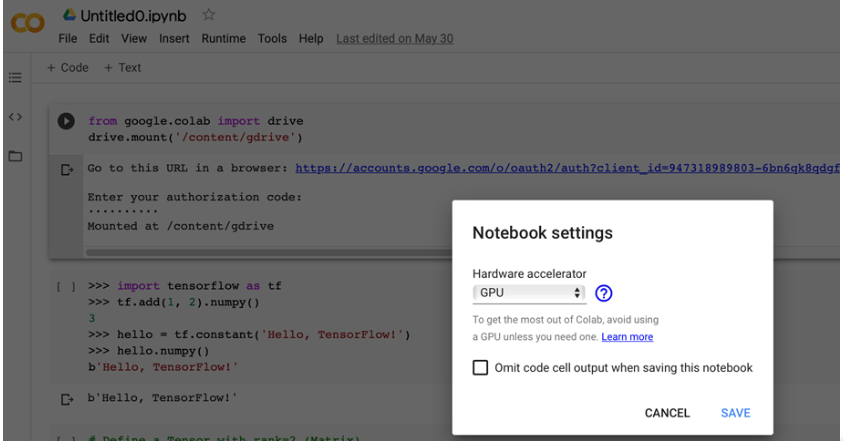 Untitled0.ipynb
File Edit View Insert Runtime Tools Help Last edited on May 30
+ Code + Text
from google.colab import drive
drive.mount('/content/gdrive')
Go to this URL in a browser: https://accounts.google.com/o/oauth2/auth?client_id=947318989803-6bn6qk8qdgf
Enter your authorization code:
··········
Mounted at /content/gdrive
Notebook settings
Hardware accelerator
GPU
To get the most out of Colab, avoid using
a GPU unless you need one. Learn more
Omit code cell output when saving this notebook
CANCEL SAVE
[ ] >>> import tensorflow as tf
>>> tf.add(1, 2).numpy()
3
>>> hello = tf.constant('Hello, TensorFlow!')
>>> hello.numpy()
b'Hello, TensorFlow!'
b'Hello, TensorFlow!'
[ ] # Define a Tensor with rank=2 (Matrix)